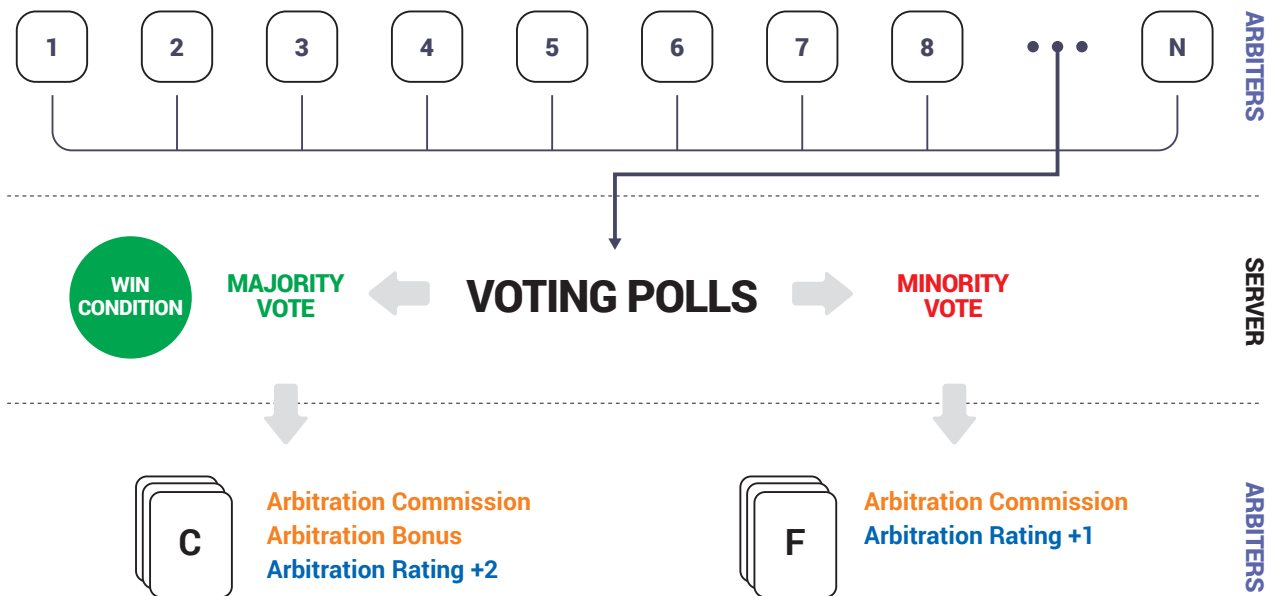 1 2 3 4 5 6 7 8 ••• N
ARBITERS
WIN
CONDITION
MAJORITY
VOTE
VOTING POLLS
MINORITY
VOTE
SERVER
C
Arbitration Commission
Arbitration Bonus
Arbitration Rating +2
F
Arbitration Commission
Arbitration Rating +1
ARBITERS